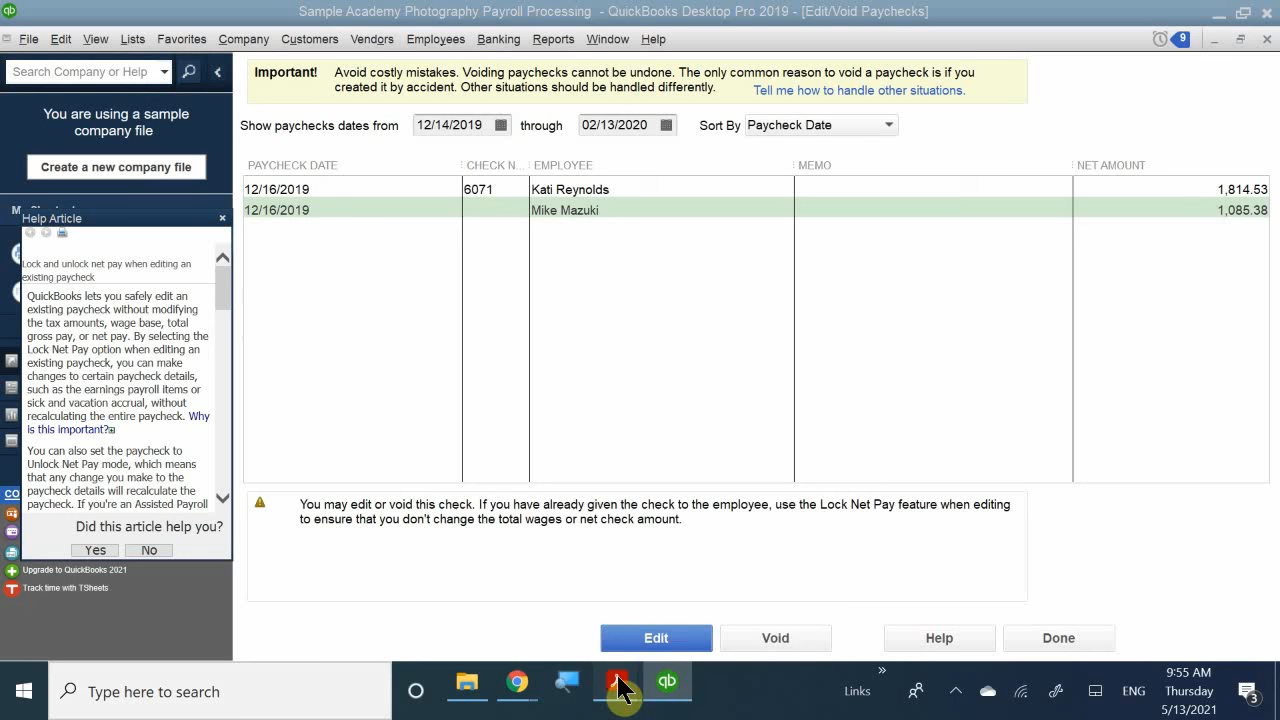 qb
Sample Academy Photography Payroll Processing - QuickBooks Desktop Pro 2019 - [Edit/Void Paychecks]
File Edit View Lists Favorites Company Customers Vendors Employees Banking Reports Window Help
9
Search Company or Help
You are using a sample
company file
Create a new company file
Help Article
Lock and unlock net pay when editing an
existing paycheck
QuickBooks lets you safely edit an
existing paycheck without modifying
the tax amounts, wage base, total
gross pay, or net pay. By selecting the
Lock Net Pay option when editing an
existing paycheck, you can make
changes to certain paycheck details,
such as the earnings payroll items or
sick and vacation accrual, without
recalculating the entire paycheck. Why
is this important?
You can also set the paycheck to
Unlock Net Pay mode, which means
that any change you make to the
paycheck details will recalculate the
paycheck. If you're an Assisted Payroll
Did this article help you?
Yes No
CO
Upgrade to QuickBooks 2021
Track time with TSheets
Important! Avoid costly mistakes. Voiding paychecks cannot be undone. The only common reason to void a paycheck is if you
created it by accident. Other situations should be handled differently. Tell me how to handle other situations.
Show paychecks dates from 12/14/2019 through 02/13/2020 Sort By Paycheck Date
PAYCHECK DATE CHECK N... EMPLOYEE MEMO NET AMOUNT
12/16/2019 6071 Kati Reynolds 1,814.53
12/16/2019 Mike Mazuki 1,085.38
You may edit or void this check. If you have already given the check to the employee, use the Lock Net Pay feature when editing
to ensure that you don't change the total wages or net check amount.
Edit Void Help Done
Type here to search
qb
Links
ENG
9:55 AM
Thursday
5/13/2021
3